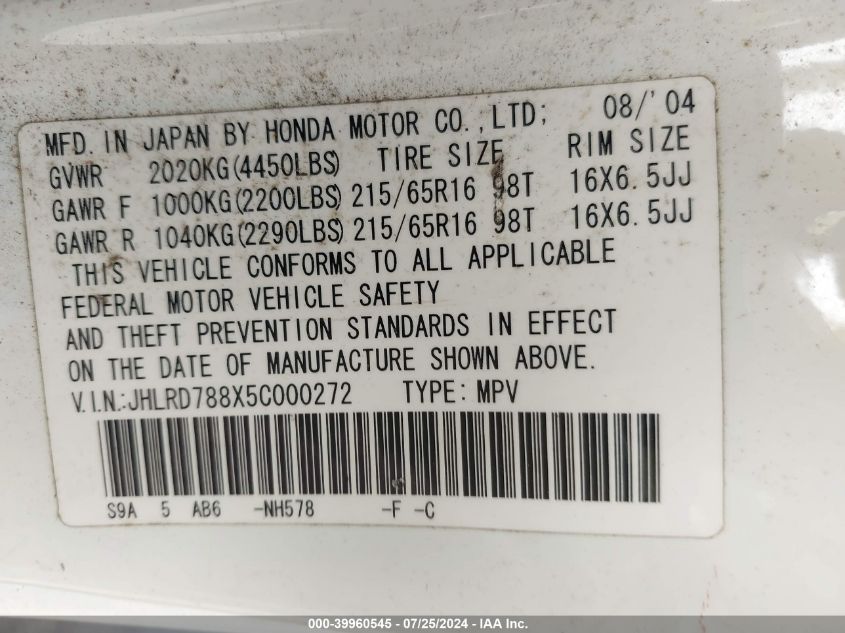 MFD. IN JAPAN BY HONDA MOTOR CO., LTD; 08/'04
GVWR 2020KG(4450LBS) TIRE SIZE RIM SIZE
GAWR F 1000KG(2200LBS) 215/65R16 98T 16X6.5JJ
GAWR R 1040KG(2290LBS) 215/65R16 98T 16X6.5JJ
THIS VEHICLE CONFORMS TO ALL APPLICABLE
FEDERAL MOTOR VEHICLE SAFETY
AND THEFT PREVENTION STANDARDS IN EFFECT
ON THE DATE OF MANUFACTURE SHOWN ABOVE.
V.I.N.:JHLRD788X5C000272 TYPE: MPV
S9A 5 AB6 -NH578 -F -C
000-39960545 - 07/25/2024 - IAA Inc.